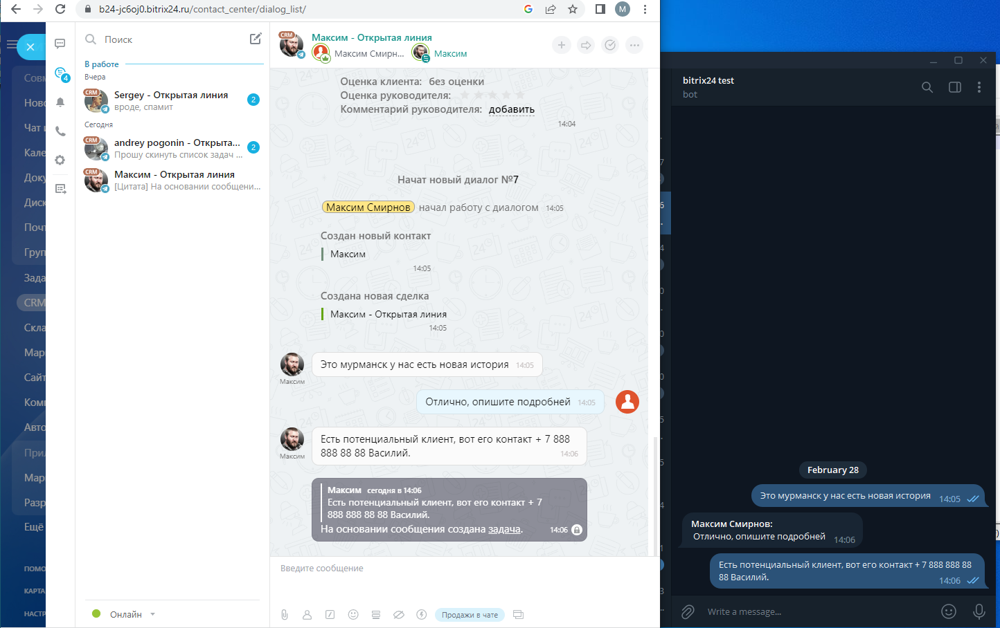 b24-jc6oj0.bitrix24.ru/contact_center/dialog_list/
M
Совм
Ново
Чат и
Кале
Доку
Диск
Почт
Груп
Зада
CRM
Скла
Мар
Сайт
Комп
Авто
Прил
Мар
Разр
Ещё
ПОМО
КАРТА
НАСТР
4
Поиск
В работе
Вчера
CRM
Sergey - Открытая линия
вроде, спамит
2
Сегодня
CRM
andrey pogonin - Открыта...
Прошу скинуть список задач ...
2
CRM
Максим - Открытая линия
[Цитата] На основании сообщени...
Онлайн
CRM
Максим - Открытая линия
Максим Смирн...
Максим
Оценка клиента: без оценки
Оценка руководителя:
Комментарий руководителя: добавить
14:04
Начат новый диалог №7
Максим Смирнов начал работу с диалогом 14:05
Создан новый контакт
Максим
14:05
Создана новая сделка
Максим - Открытая линия
14:05
Это мурманск у нас есть новая история 14:05
Максим
Отлично, опишите подробней 14:05
Есть потенциальный клиент, вот его контакт + 7 888
888 88 88 Василий. 14:06
Максим
Максим сегодня в 14:06
Есть потенциальный клиент, вот его контакт + 7
888 888 88 88 Василий.
На основании сообщения создана задача. 14:06
Введите сообщение
Продажи в чате
bitrix24 test
bot
February 28
Это мурманск у нас есть новая история 14:05
Максим Смирнов:
Отлично, опишите подробней 14:06
Есть потенциальный клиент, вот его контакт + 7 888 888 88
88 Василий. 14:06
Write a message...